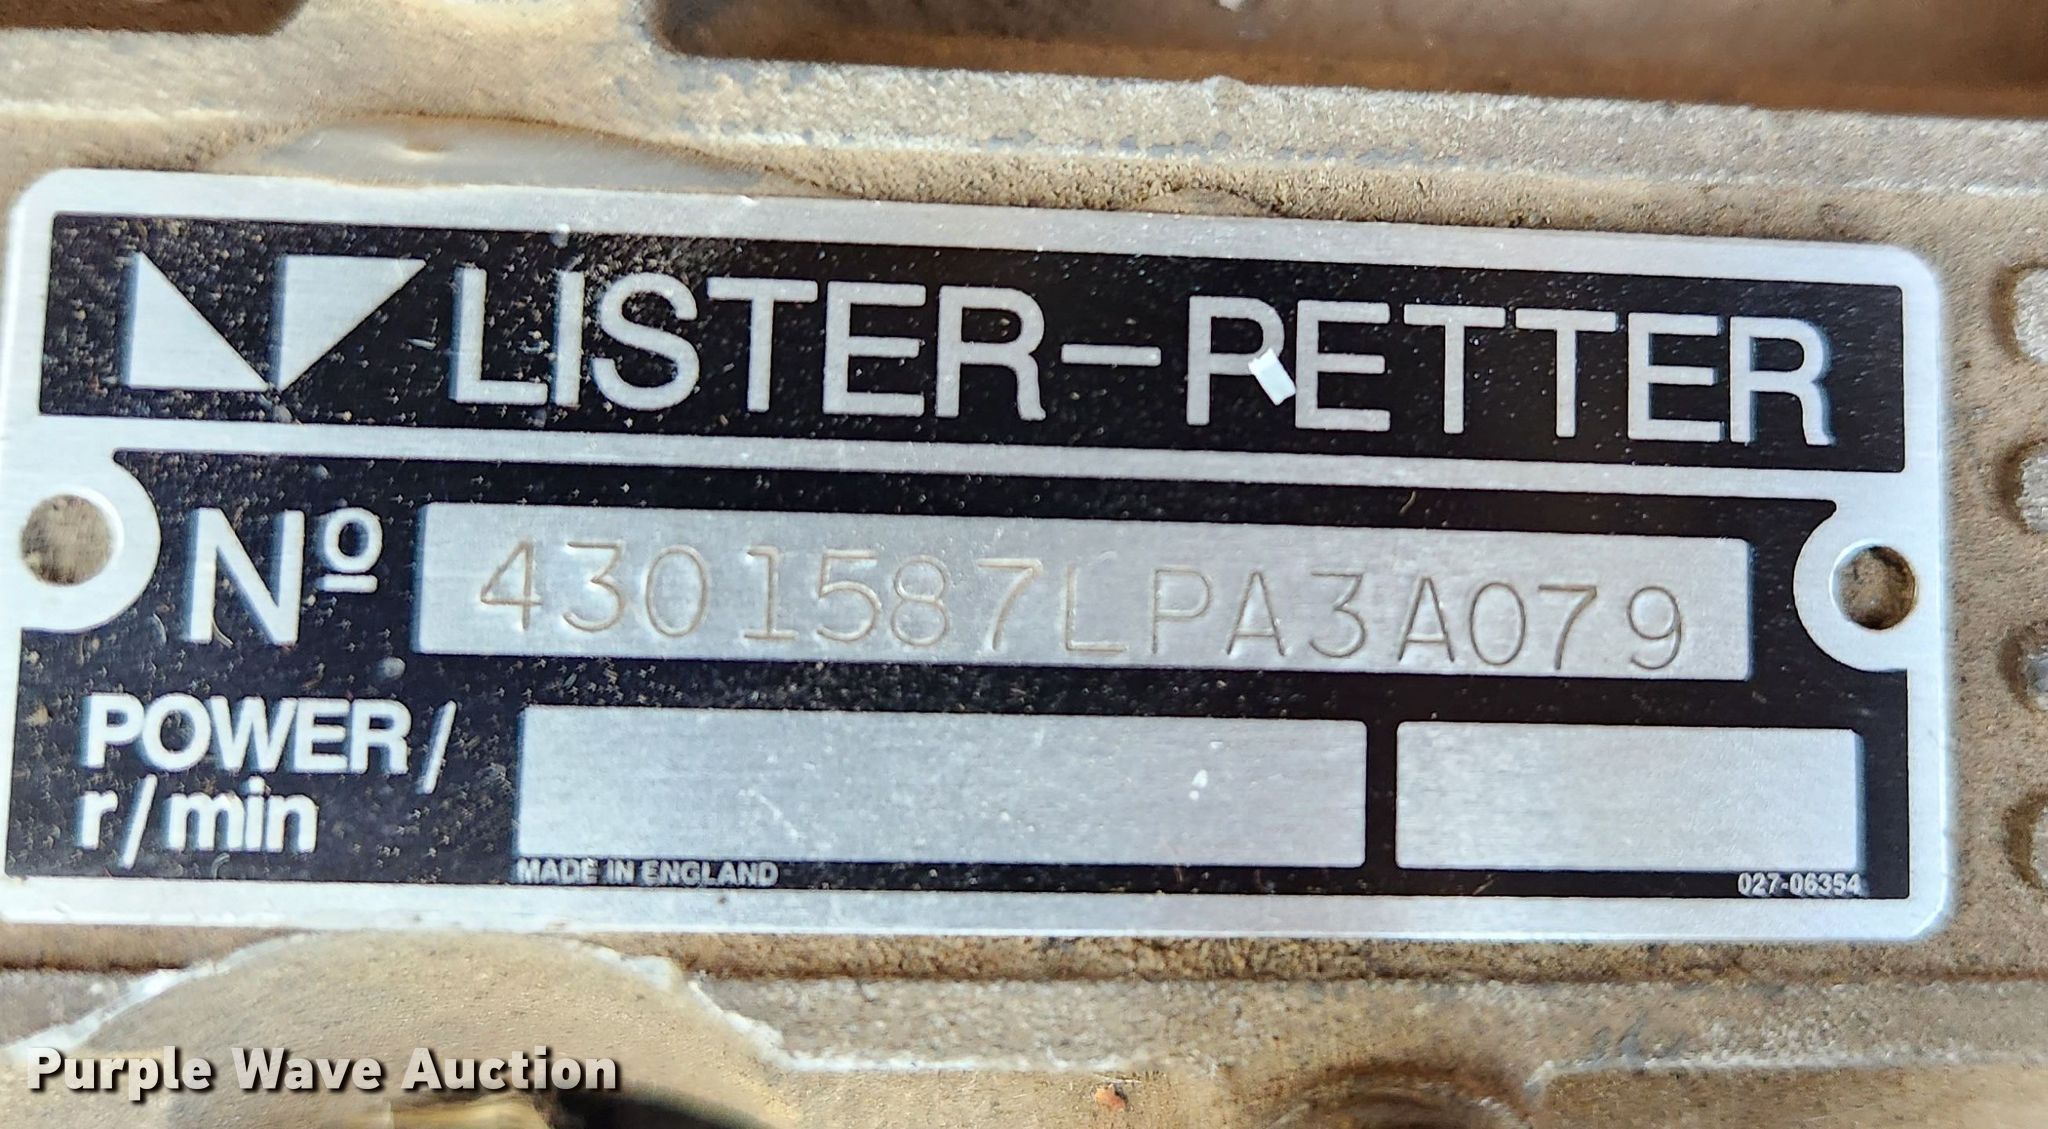 LISTER-PETTER
Nº 4301587LPA3A079
POWER/
r/min
MADE IN ENGLAND
027-06354
Purple Wave Auction